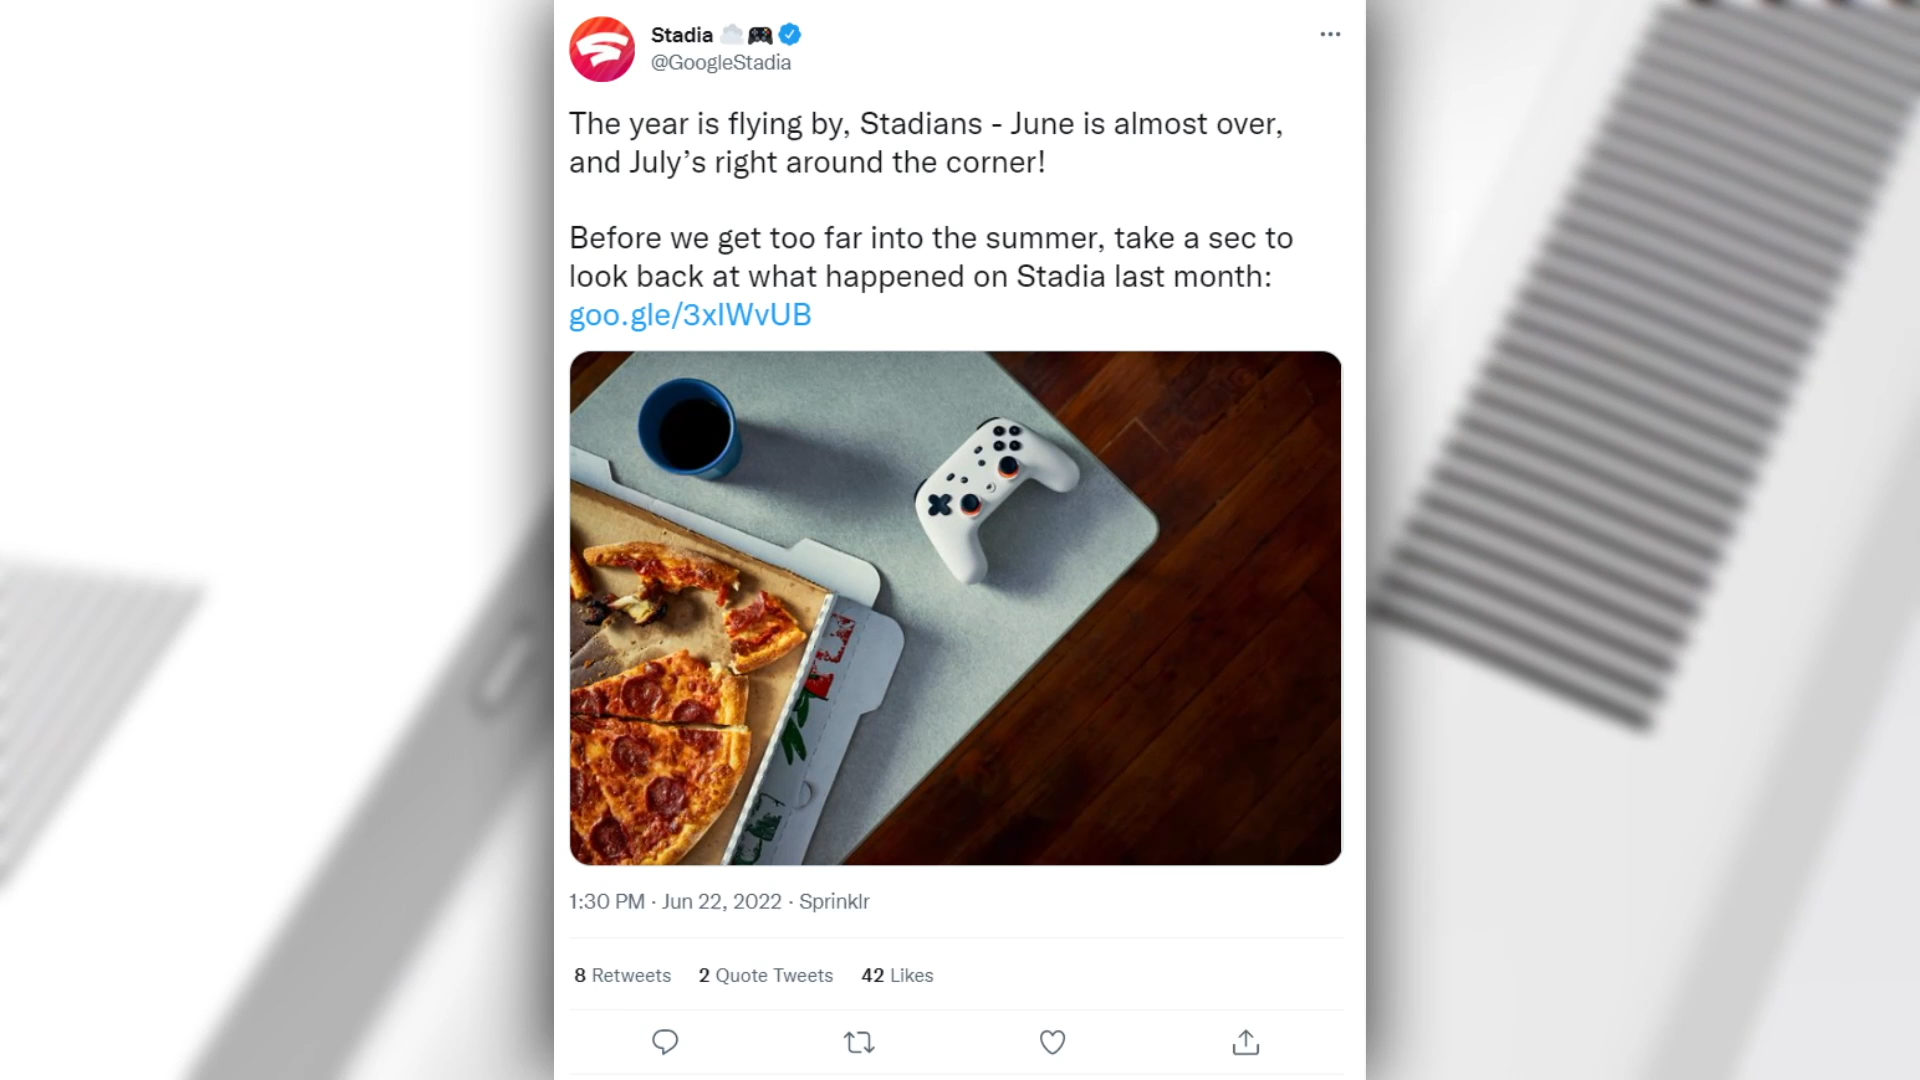 Stadia
@GoogleStadia
The year is flying by, Stadians - June is almost over,
and July’s right around the corner!
Before we get too far into the summer, take a sec to
look back at what happened on Stadia last month:
goo.gle/3xIWvUB
1:30 PM · Jun 22, 2022 · Sprinklr
8 Retweets 2 Quote Tweets 42 Likes